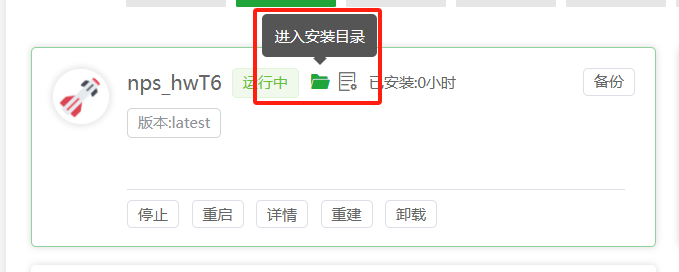 进入安装目录
nps_hwT6 运行中 已安装:0小时 备份
版本:latest
停止 重启 详情 重建 卸载